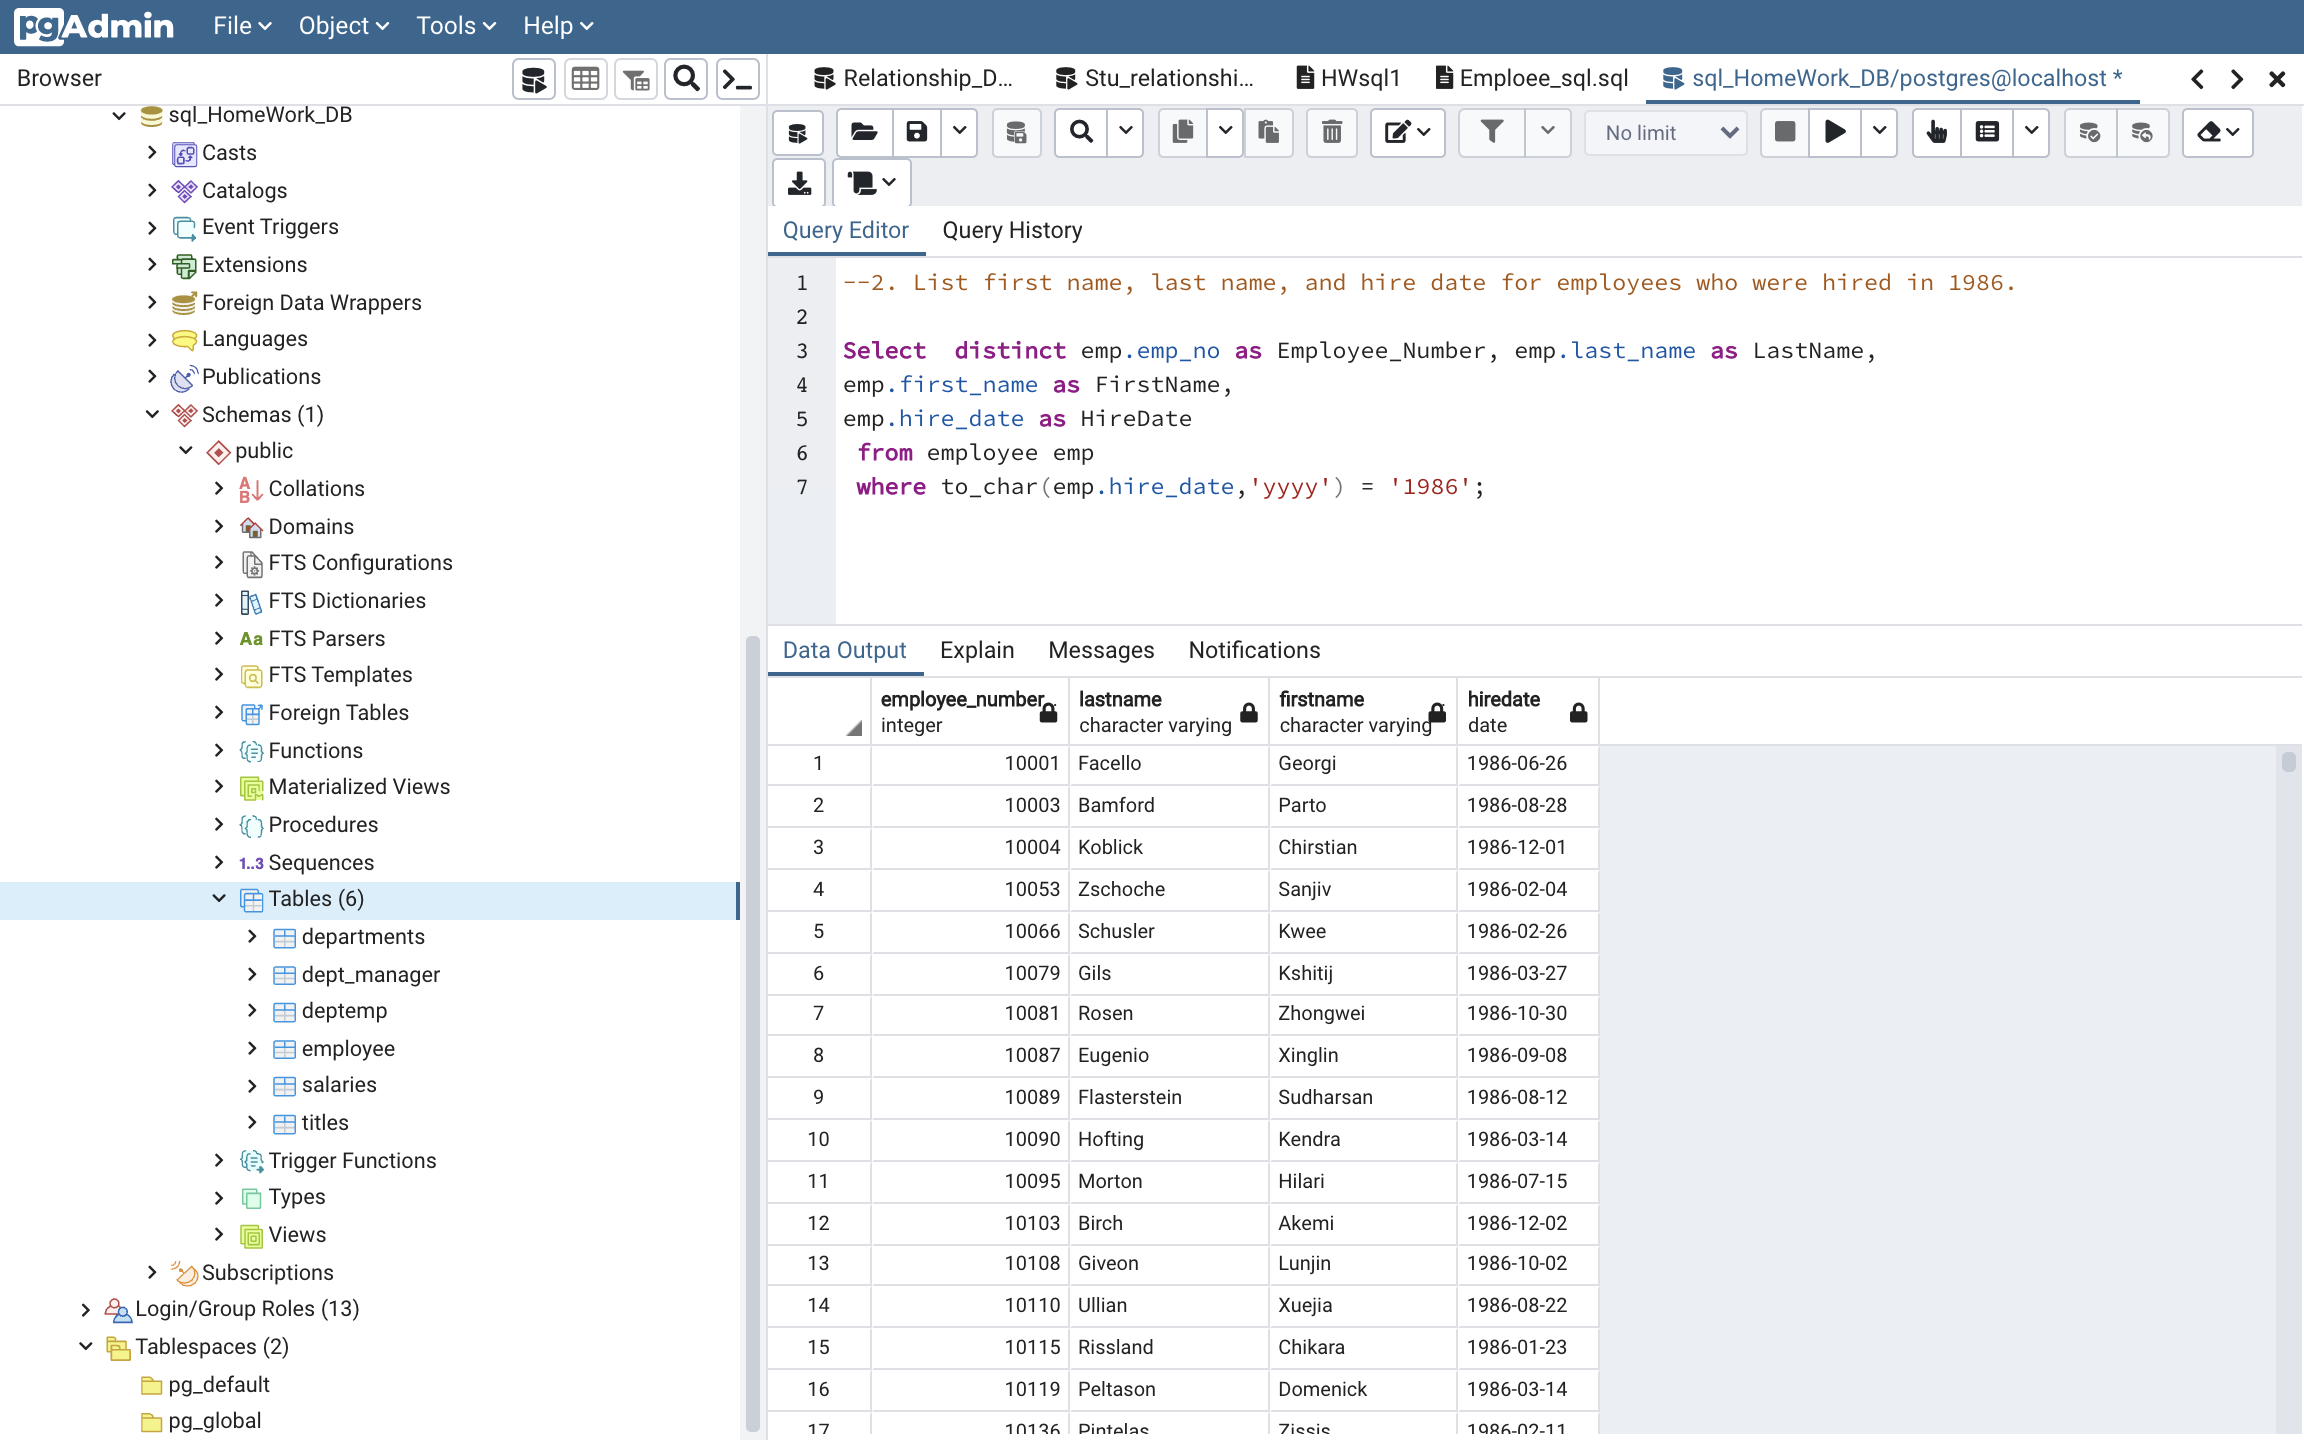 pgAdmin File Object Tools Help
Browser
sql_HomeWork_DB
Casts
Catalogs
Event Triggers
Extensions
Foreign Data Wrappers
Languages
Publications
Schemas (1)
public
Collations
Domains
FTS Configurations
FTS Dictionaries
Aa FTS Parsers
FTS Templates
Foreign Tables
Functions
Materialized Views
Procedures
1..3 Sequences
Tables (6)
departments
dept_manager
deptemp
employee
salaries
titles
Trigger Functions
Types
Views
Subscriptions
Login/Group Roles (13)
Tablespaces (2)
pg_default
pg_global
Relationship_D... Stu_relationshi... HWsql1 Emploee_sql.sql sql_HomeWork_DB/postgres@localhost *
No limit
Query Editor Query History
1 --2. List first name, last name, and hire date for employees who were hired in 1986.
2
3 Select  distinct emp.emp_no as Employee_Number, emp.last_name as LastName,
4 emp.first_name as FirstName,
5 emp.hire_date as HireDate
6  from employee emp
7  where to_char(emp.hire_date,'yyyy') = '1986';
Data Output Explain Messages Notifications
employee_number lastname firstname hiredate
integer character varying character varying date
1 10001 Facello Georgi 1986-06-26
2 10003 Bamford Parto 1986-08-28
3 10004 Koblick Chirstian 1986-12-01
4 10053 Zschoche Sanjiv 1986-02-04
5 10066 Schusler Kwee 1986-02-26
6 10079 Gils Kshitij 1986-03-27
7 10081 Rosen Zhongwei 1986-10-30
8 10087 Eugenio Xinglin 1986-09-08
9 10089 Flasterstein Sudharsan 1986-08-12
10 10090 Hofting Kendra 1986-03-14
11 10095 Morton Hilari 1986-07-15
12 10103 Birch Akemi 1986-12-02
13 10108 Giveon Lunjin 1986-10-02
14 10110 Ullian Xuejia 1986-08-22
15 10115 Rissland Chikara 1986-01-23
16 10119 Peltason Domenick 1986-03-14
17 10136 Pintelas Zissis 1986-02-11